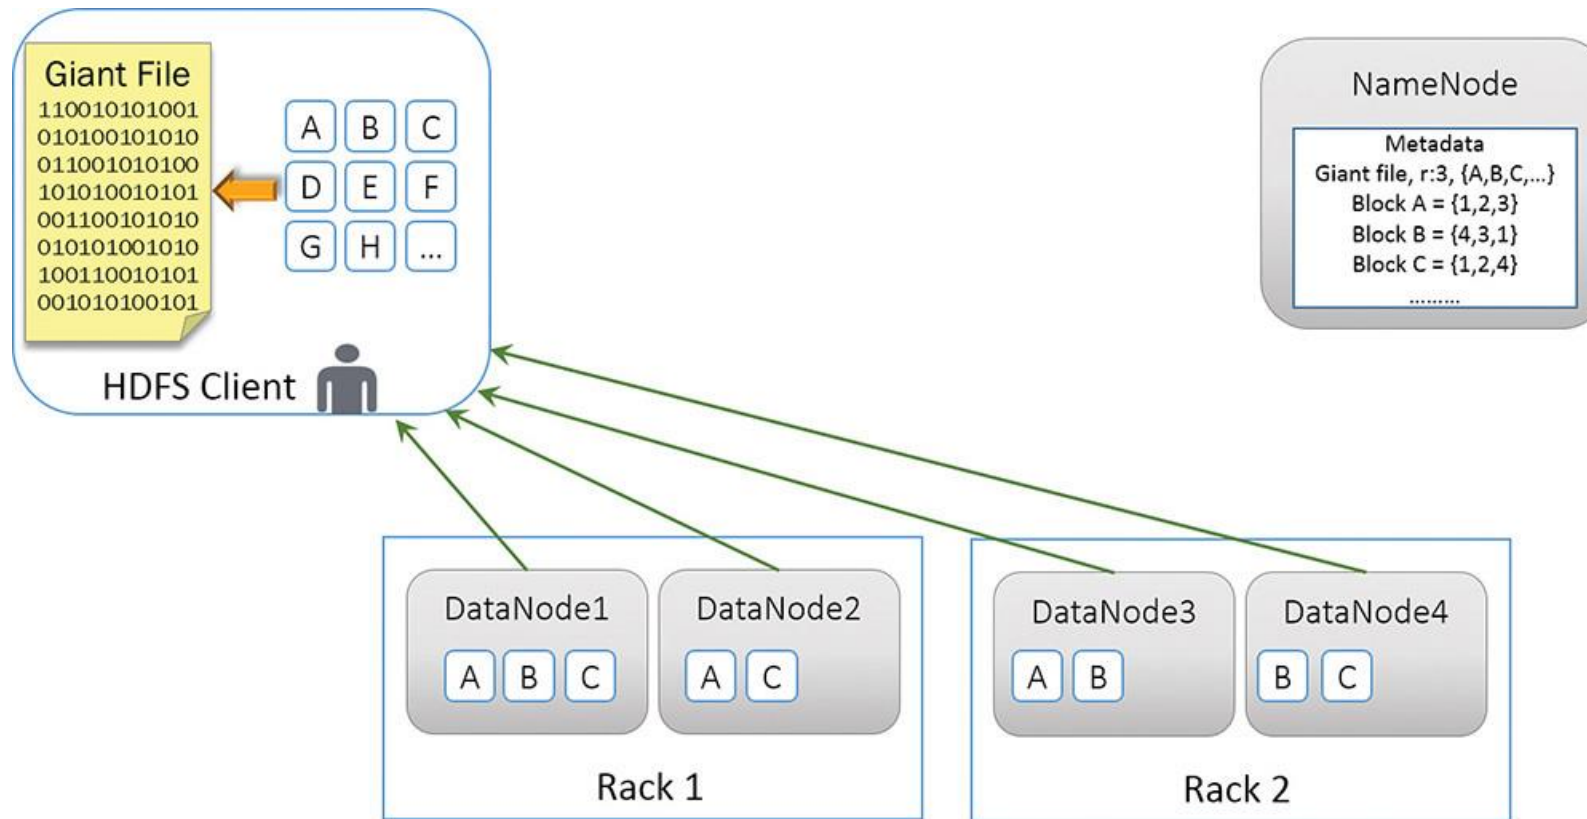 Giant File
110010101001
010100101010
011001010100
101010010101
001100101010
010101001010
100110010101
001010100101
A B C
D E F
G H ...
HDFS Client
NameNode
Metadata
Giant file, r:3, {A,B,C,...}
Block A = {1,2,3}
Block B = {4,3,1}
Block C = {1,2,4}
.........
DataNode1
A B C
DataNode2
A C
Rack 1
DataNode3
A B
DataNode4
B C
Rack 2